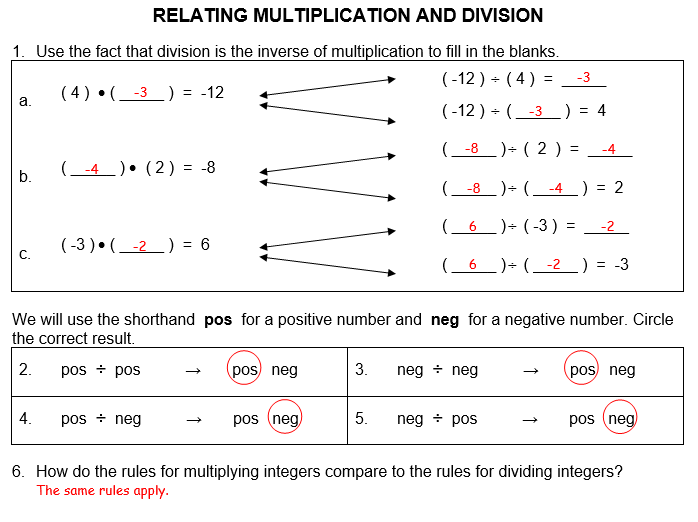 RELATING MULTIPLICATION AND DIVISION
1. Use the fact that division is the inverse of multiplication to fill in the blanks.
a. ( 4 ) • ( -3 ) = -12
( -12 ) ÷ ( 4 ) = -3
( -12 ) ÷ ( -3 ) = 4
b. ( -4 ) • ( 2 ) = -8
( -8 ) ÷ ( 2 ) = -4
( -8 ) ÷ ( -4 ) = 2
c. ( -3 ) • ( -2 ) = 6
( 6 ) ÷ ( -3 ) = -2
( 6 ) ÷ ( -2 ) = -3
We will use the shorthand pos for a positive number and neg for a negative number. Circle
the correct result.
2. pos ÷ pos → pos neg
3. neg ÷ neg → pos neg
4. pos ÷ neg → pos neg
5. neg ÷ pos → pos neg
6. How do the rules for multiplying integers compare to the rules for dividing integers?
The same rules apply.